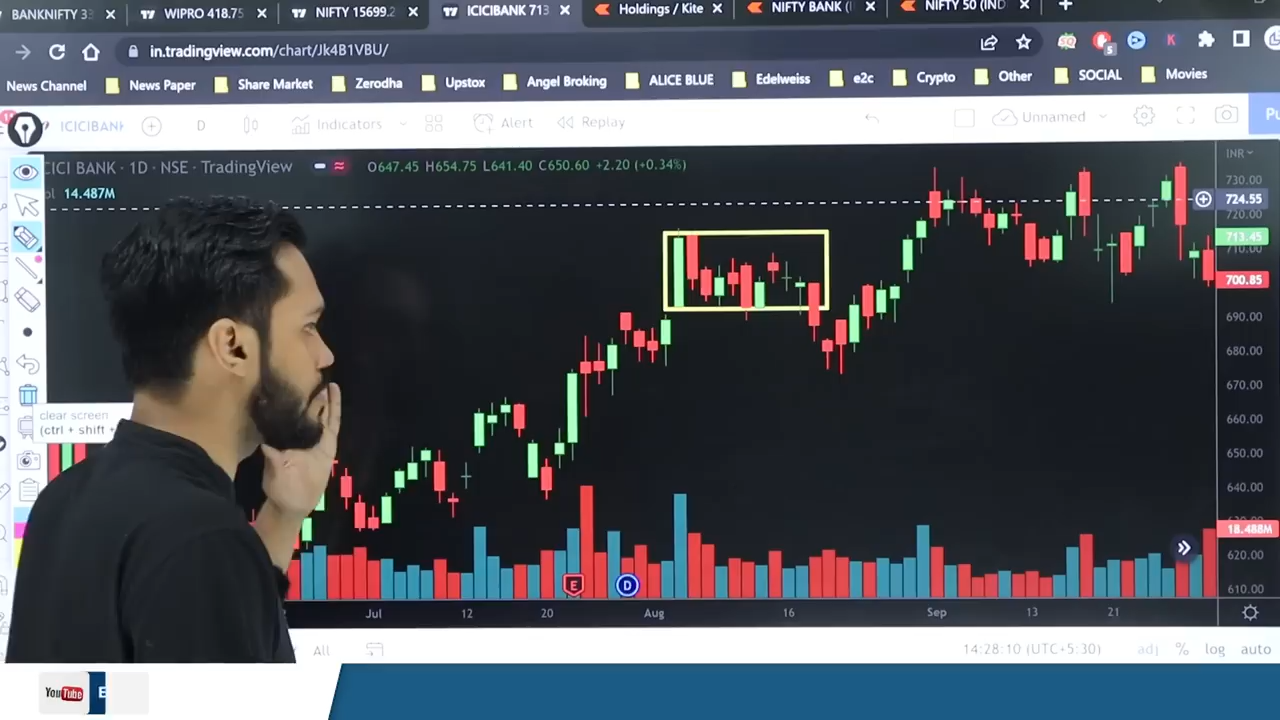 BANKNIFTY 33
WIPRO 418.75
NIFTY 15699.2
ICICIBANK 713
Holdings / Kite
NIFTY BANK (I
NIFTY 50 (IND
in.tradingview.com/chart/Jk4B1VBU/
News Channel
News Paper
Share Market
Zerodha
Upstox
Angel Broking
ALICE BLUE
Edelweiss
e2c
Crypto
Other
SOCIAL
Movies
ICICIBANK
D
Indicators
Alert
Replay
Unnamed
Pu
ICICI BANK · 1D · NSE · TradingView
O647.45 H654.75 L641.40 C650.60 +2.20 (+0.34%)
INR
14.487M
730.00
724.55
720.00
713.45
710.00
700.85
690.00
680.00
670.00
660.00
650.00
640.00
18.488M
620.00
610.00
clear screen
(ctrl + shift +
E
D
Jul
12
20
Aug
16
Sep
13
21
All
14:28:10 (UTC+5:30)
adj
%
log
auto
YouTube
E